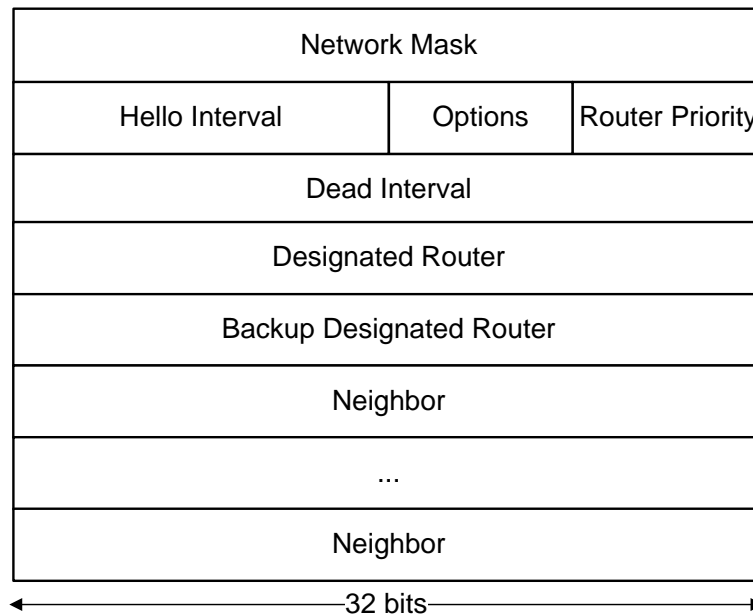 Network Mask
Hello Interval Options Router Priority
Dead Interval
Designated Router
Backup Designated Router
Neighbor
...
Neighbor
32 bits